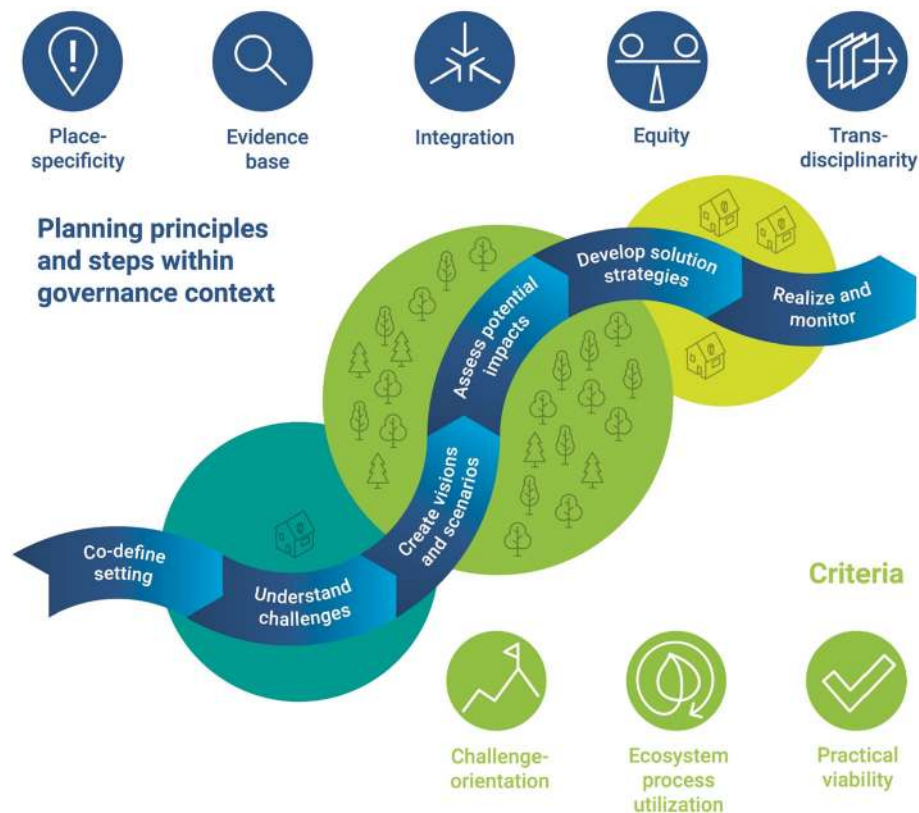 Place-
specificity
Evidence
base
Integration
Equity
Trans-
disciplinarity
Planning principles
and steps within
governance context
Co-define
setting
Understand
challenges
Create visions
and scenarios
Assess potential
impacts
Develop solution
strategies
Realize and
monitor
Criteria
Challenge-
orientation
Ecosystem
process
utilization
Practical
viability